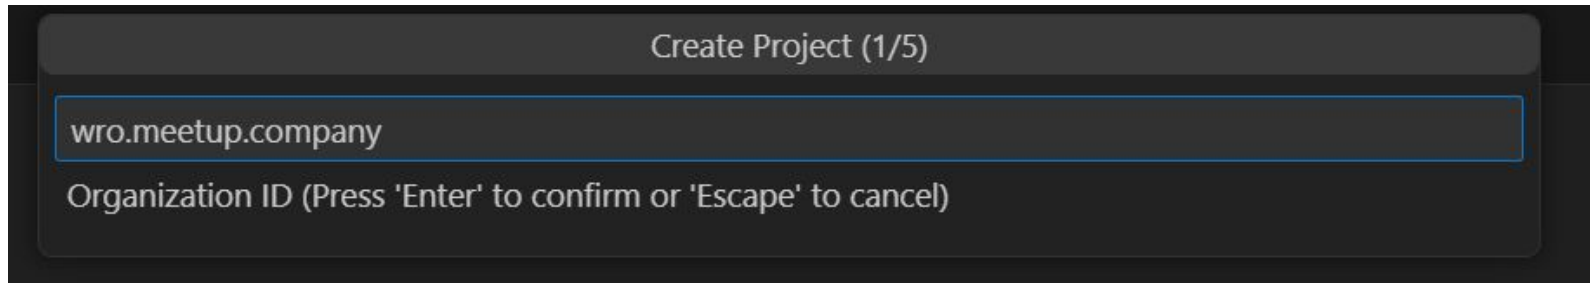 Create Project (1/5)
wro.meetup.company
Organization ID (Press 'Enter' to confirm or 'Escape' to cancel)